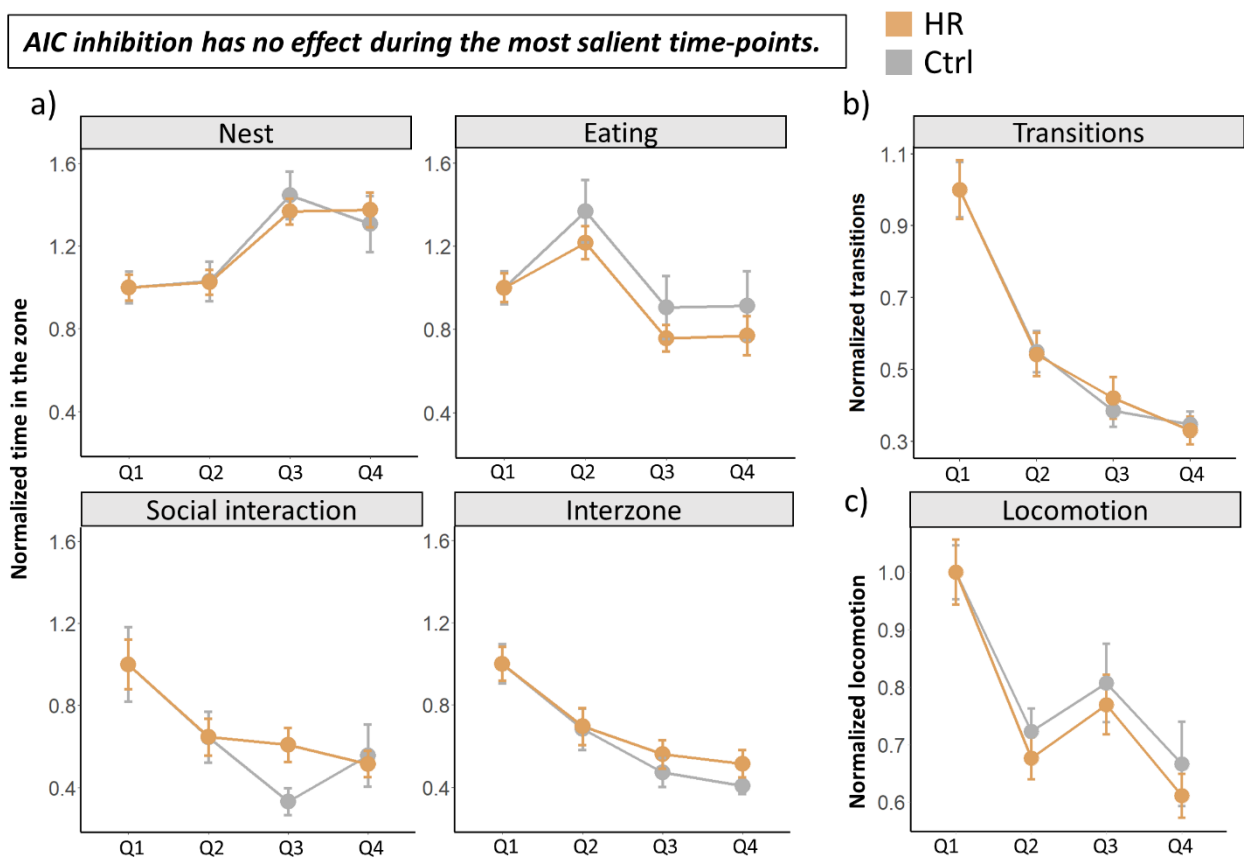 AIC inhibition has no effect during the most salient time-points.
HR
Ctrl
a)
Nest
Eating
b)
Transitions
Normalized time in the zone
1.6
1.2
0.8
0.4
Q1 Q2 Q3 Q4
1.6
1.2
0.8
0.4
Q1 Q2 Q3 Q4
Normalized transitions
1.1
0.9
0.7
0.5
0.3
Q1 Q2 Q3 Q4
Social interaction
Interzone
c)
Locomotion
1.6
1.2
0.8
0.4
Q1 Q2 Q3 Q4
1.6
1.2
0.8
0.4
Q1 Q2 Q3 Q4
Normalized locomotion
1.0
0.9
0.8
0.7
0.6
Q1 Q2 Q3 Q4